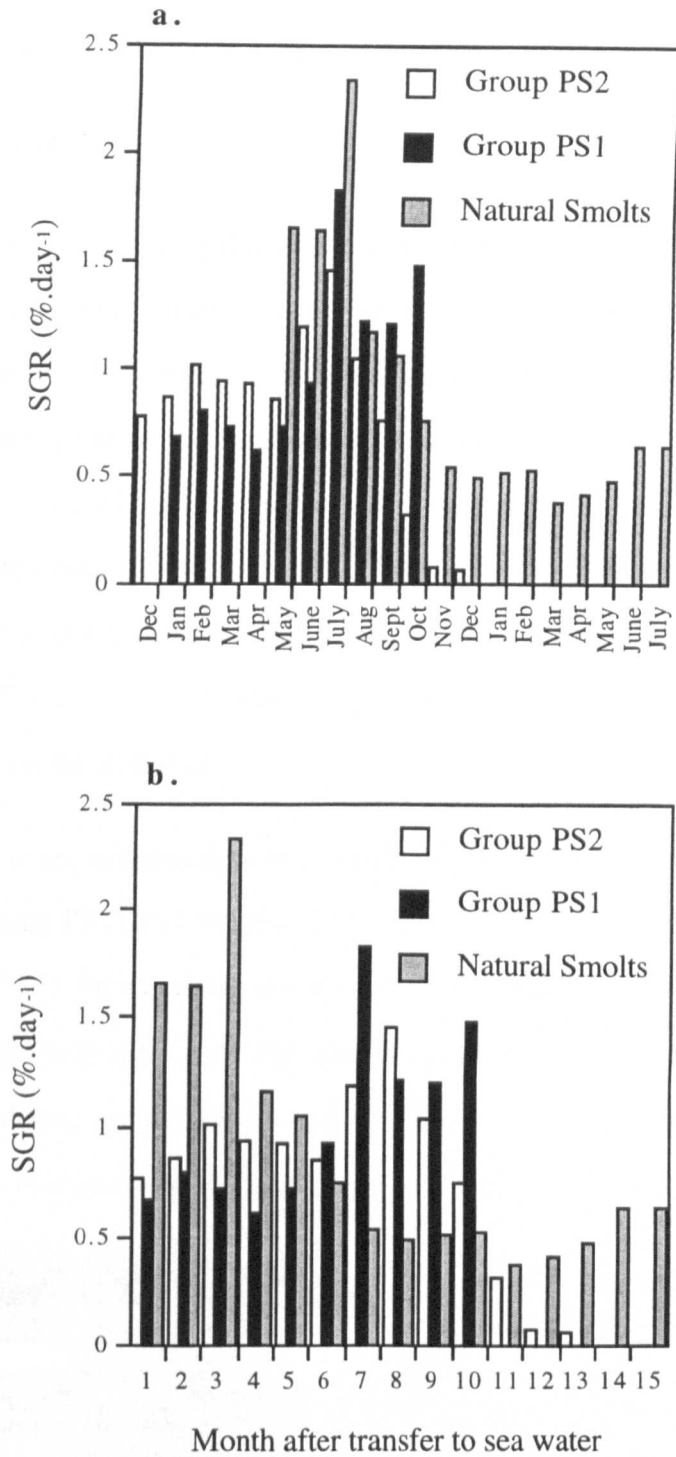 a.
2.5
2
1.5
1
0.5
0
SGR (%.day-1)
Group PS2
Group PS1
Natural Smolts
Dec
Jan
Feb
Mar
Apr
May
June
July
Aug
Sept
Oct
Nov
Dec
Jan
Feb
Mar
Apr
May
June
July
b.
2.5
2
1.5
1
0.5
0
SGR (%.day-1)
Group PS2
Group PS1
Natural Smolts
1 2 3 4 5 6 7 8 9 10 11 12 13 14 15
Month after transfer to sea water